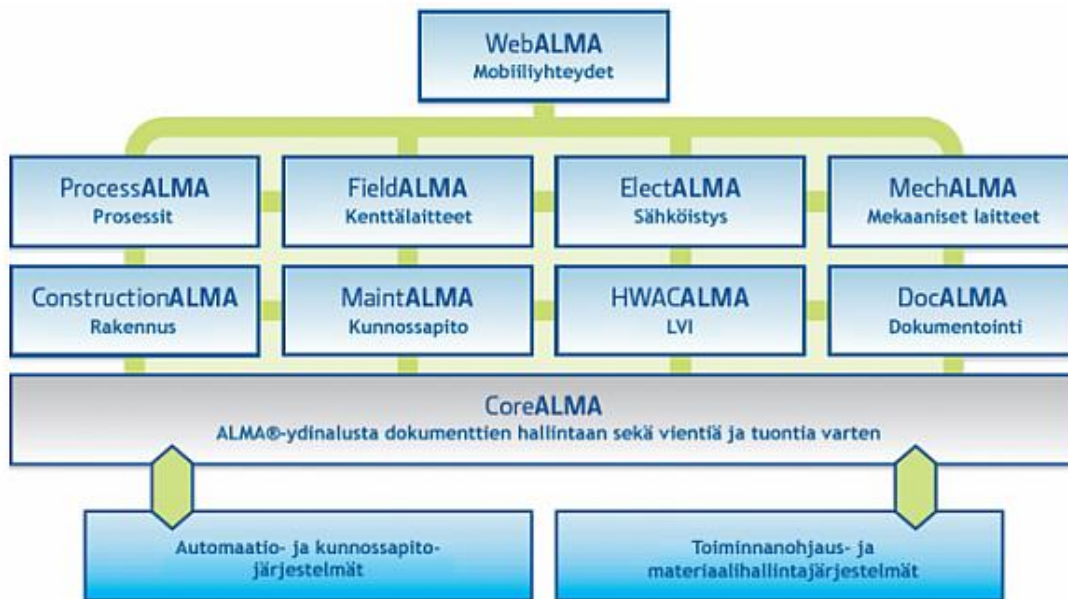 WebALMA
Mobiiliyhteydet
ProcessALMA
Prosessit
FieldALMA
Kenttälaitteet
ElectALMA
Sähköistys
MechALMA
Mekaaniset laitteet
ConstructionALMA
Rakennus
MaintALMA
Kunnossapito
HWACALMA
LVI
DocALMA
Dokumentointi
CoreALMA
ALMA®-ydinalusta dokumenttien hallintaan sekä vientiä ja tuontia varten
Automaatio- ja kunnossapito-
järjestelmät
Toiminnanohjaus- ja
materiaalihallintajärjestelmät